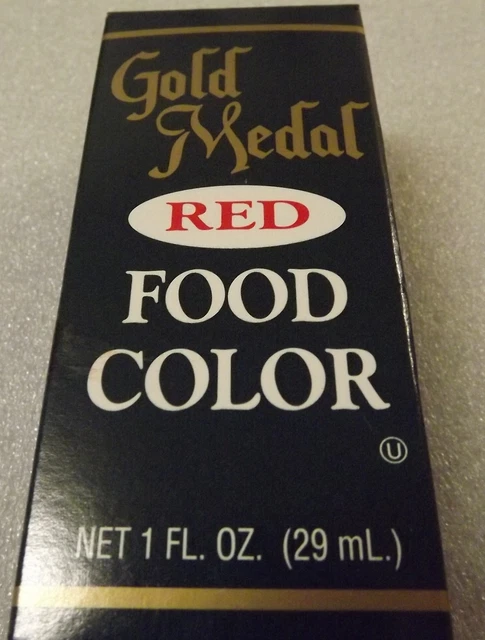 Gold
Medal
RED
FOOD
COLOR
U
NET 1 FL. OZ. (29 mL.)